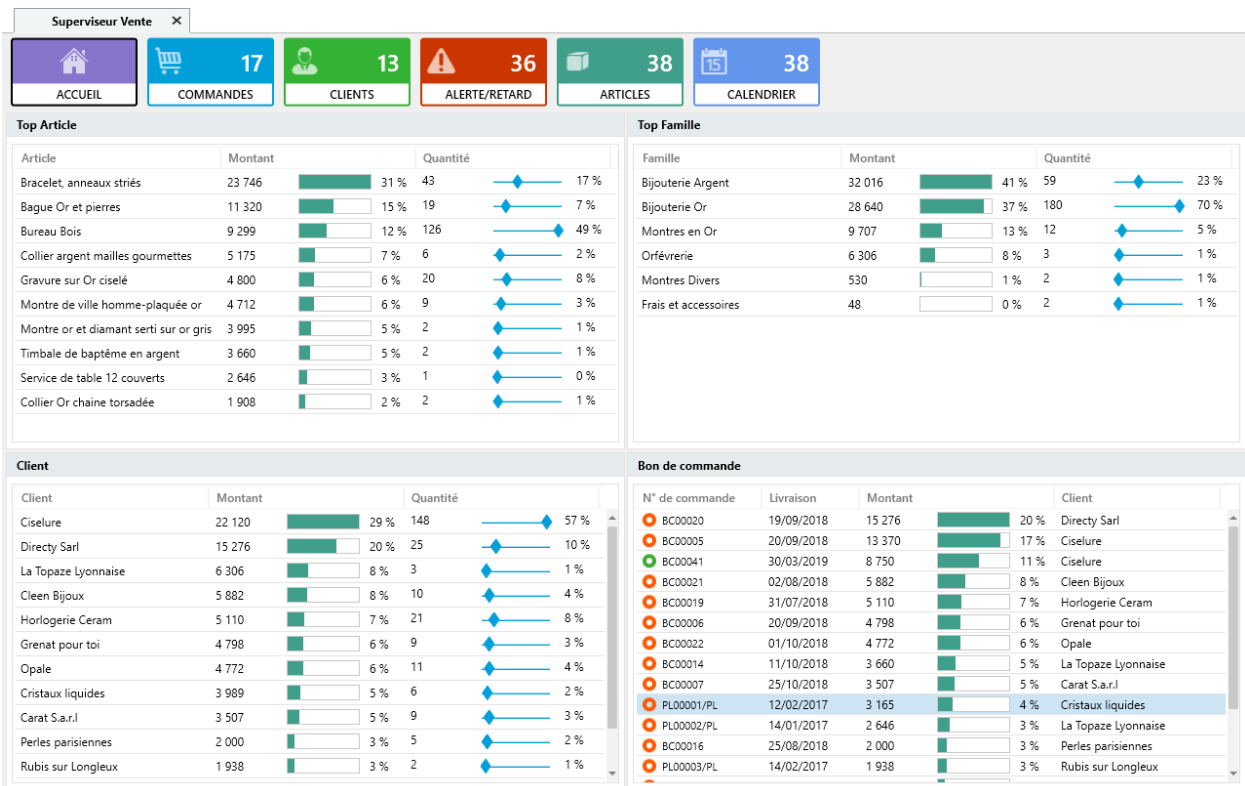 Superviseur Vente ✕
17 13 36 38 15 38
ACCUEIL COMMANDES CLIENTS ALERTE/RETARD ARTICLES CALENDRIER
Top Article
Article Montant Quantité
Bracelet, anneaux striés 23 746 31 % 43 17 %
Bague Or et pierres 11 320 15 % 19 7 %
Bureau Bois 9 299 12 % 126 49 %
Collier argent mailles gourmettes 5 175 7 % 6 2 %
Gravure sur Or ciselé 4 800 6 % 20 8 %
Montre de ville homme-plaquée or 4 712 6 % 9 3 %
Montre or et diamant serti sur or gris 3 995 5 % 2 1 %
Timbale de baptême en argent 3 660 5 % 2 1 %
Service de table 12 couverts 2 646 3 % 1 0 %
Collier Or chaine torsadée 1 908 2 % 2 1 %
Top Famille
Famille Montant Quantité
Bijouterie Argent 32 016 41 % 59 23 %
Bijouterie Or 28 640 37 % 180 70 %
Montres en Or 9 707 13 % 12 5 %
Orfévrerie 6 306 8 % 3 1 %
Montres Divers 530 1 % 2 1 %
Frais et accessoires 48 0 % 2 1 %
Client
Client Montant Quantité
Ciselure 22 120 29 % 148 57 %
Directy Sarl 15 276 20 % 25 10 %
La Topaze Lyonnaise 6 306 8 % 3 1 %
Cleen Bijoux 5 882 8 % 10 4 %
Horlogerie Ceram 5 110 7 % 21 8 %
Grenat pour toi 4 798 6 % 9 3 %
Opale 4 772 6 % 11 4 %
Cristaux liquides 3 989 5 % 6 2 %
Carat S.a.r.l 3 507 5 % 9 3 %
Perles parisiennes 2 000 3 % 5 2 %
Rubis sur Longleux 1 938 3 % 2 1 %
Bon de commande
N° de commande Livraison Montant Client
BC00020 19/09/2018 15 276 20 % Directy Sarl
BC00005 20/09/2018 13 370 17 % Ciselure
BC00041 30/03/2019 8 750 11 % Ciselure
BC00021 02/08/2018 5 882 8 % Cleen Bijoux
BC00019 31/07/2018 5 110 7 % Horlogerie Ceram
BC00006 20/09/2018 4 798 6 % Grenat pour toi
BC00022 01/10/2018 4 772 6 % Opale
BC00014 11/10/2018 3 660 5 % La Topaze Lyonnaise
BC00007 25/10/2018 3 507 5 % Carat S.a.r.l
PL00001/PL 12/02/2017 3 165 4 % Cristaux liquides
PL00002/PL 14/01/2017 2 646 3 % La Topaze Lyonnaise
BC00016 25/08/2018 2 000 3 % Perles parisiennes
PL00003/PL 14/02/2017 1 938 3 % Rubis sur Longleux